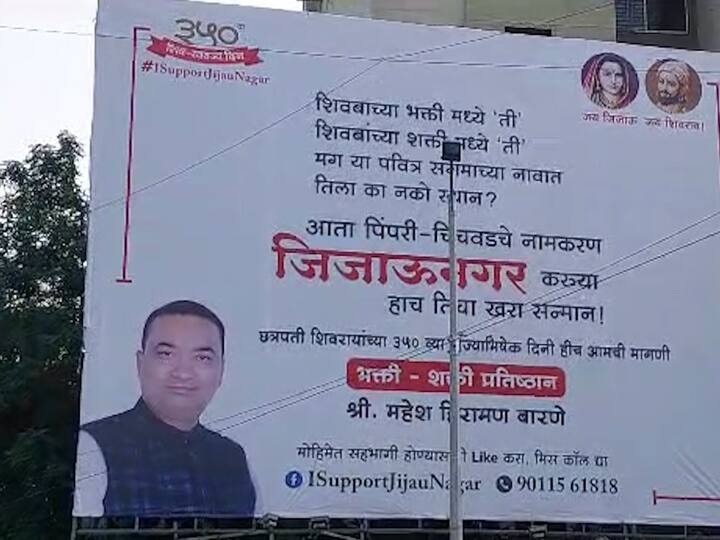 ३५० वा
शिव-स्वराज्य दिन
#ISupportJijauNagar
जय जिजाऊ जय शिवराय!
शिवबाच्या भक्ती मध्ये 'ती'
शिवबांच्या शक्ती मध्ये 'ती'
मग या पवित्र संगमाच्या नावात
तिला का नको स्थान?
आता पिंपरी-चिंचवडचे नामकरण
जिजाऊनगर करूया
हाच तिचा खरा सन्मान!
छत्रपती शिवरायांच्या ३५० व्या राज्याभिषेक दिनी हीच आमची मागणी
भक्ती - शक्ती प्रतिष्ठान
श्री. महेश हिरामण बारणे
मोहिमेत सहभागी होण्यासाठी Like करा, मिस कॉल द्या
ISupportJijauNagar 90115 61818